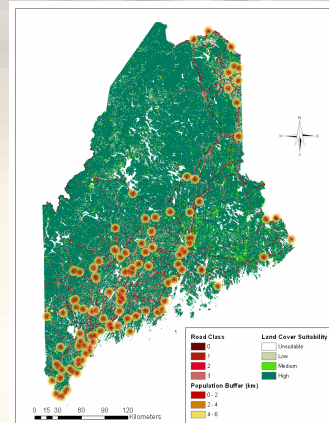 N
W E
S
Road Class
0
1
2
3
Population Buffer (km)
0 - 2
2 - 4
4 - 6
Land Cover Suitability
Unsuitable
Low
Medium
High
0 15 30 60 90 120
Kilometers